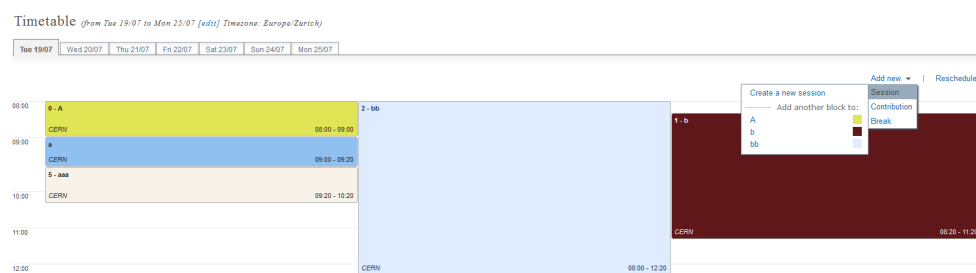 Timetable (from Tue 19/07 to Mon 25/07 [edit] Timezone: Europe/Zurich)
Tue 19/07 Wed 20/07 Thu 21/07 Fri 22/07 Sat 23/07 Sun 24/07 Mon 25/07
Add new | Reschedule
Create a new session
Add another block to:
A
b
bb
Session
Contribution
Break
08:00
0 - A
CERN 08:00 - 09:00
09:00
a
CERN 09:00 - 09:20
5 - aaa
CERN 09:20 - 10:20
10:00
11:00
12:00
2 - bb
CERN 08:00 - 12:20
1 - b
CERN 08:20 - 11:20